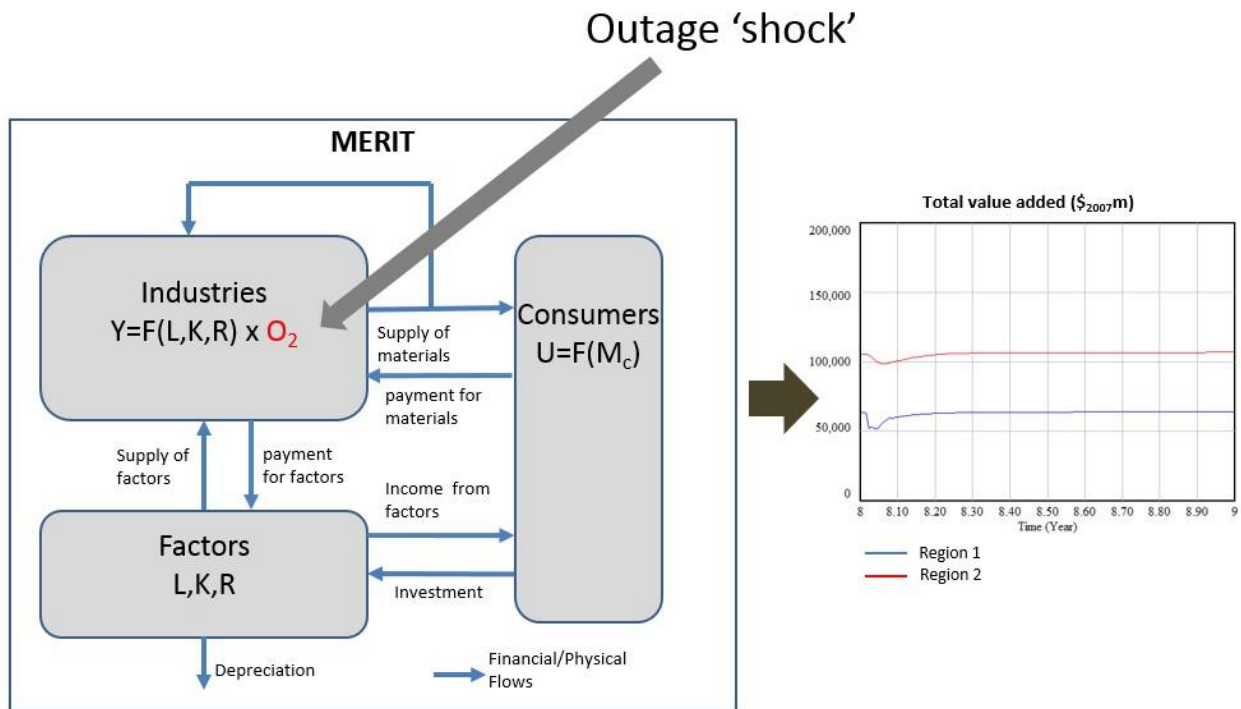 Outage ‘shock’
MERIT
Industries
Y=F(L,K,R) x O₂
Supply of
materials
payment for
materials
Consumers
U=F(M_c)
Supply of
factors
payment
for factors
Income from
factors
Factors
L,K,R
Investment
Depreciation
Financial/Physical
Flows
Total value added ($₂₀₀₇m)
200,000
150,000
100,000
50,000
0
8 8.10 8.20 8.30 8.40 8.50 8.60 8.70 8.80 8.90 9
Time (Year)
Region 1
Region 2